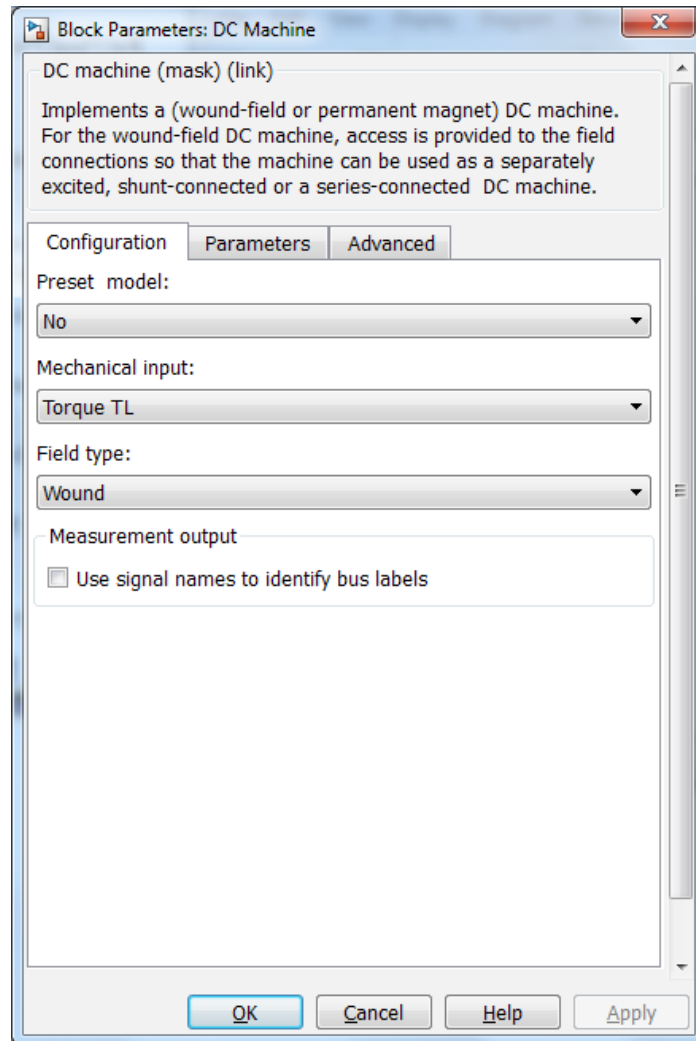 Block Parameters: DC Machine
DC machine (mask) (link)
Implements a (wound-field or permanent magnet) DC machine.
For the wound-field DC machine, access is provided to the field
connections so that the machine can be used as a separately
excited, shunt-connected or a series-connected DC machine.
Configuration Parameters Advanced
Preset model:
No
Mechanical input:
Torque TL
Field type:
Wound
Measurement output
Use signal names to identify bus labels
OK Cancel Help Apply